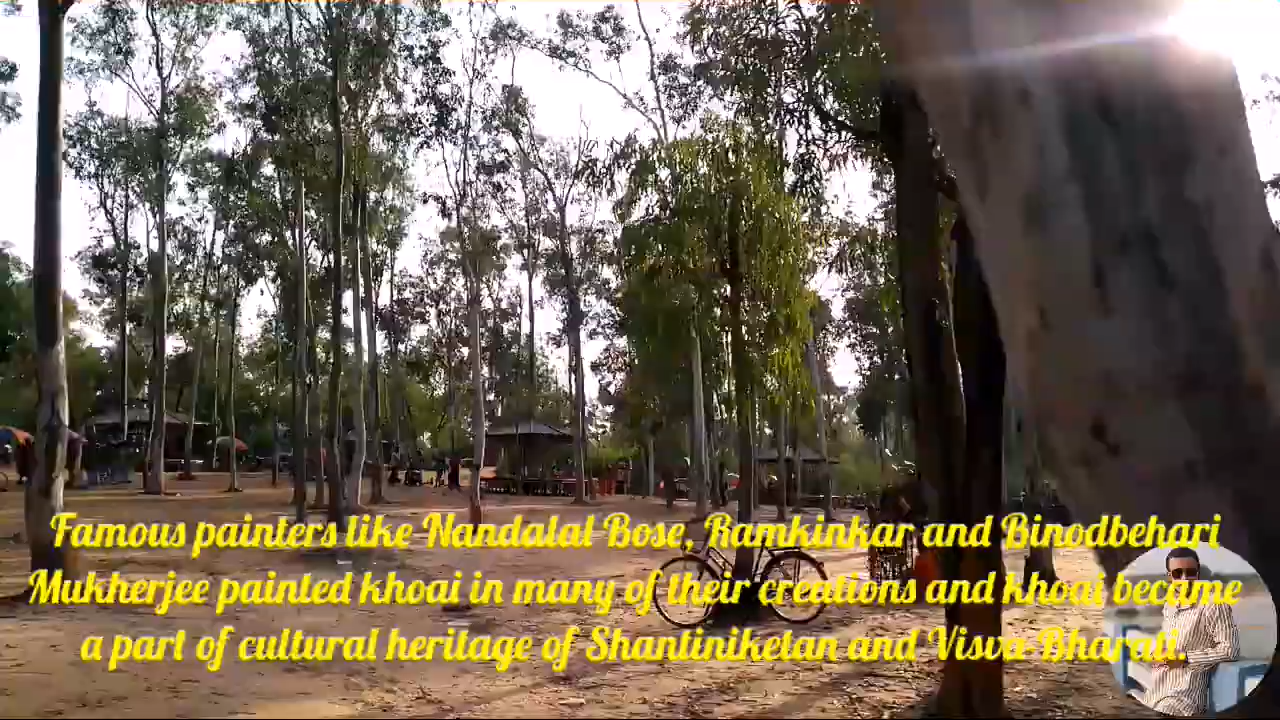 Famous painters like Nandalal Bose, Ramkinkar and Binodbehari
Mukherjee painted khoai in many of their creations and khoai became
a part of cultural heritage of Shantiniketan and Visva-Bharati.